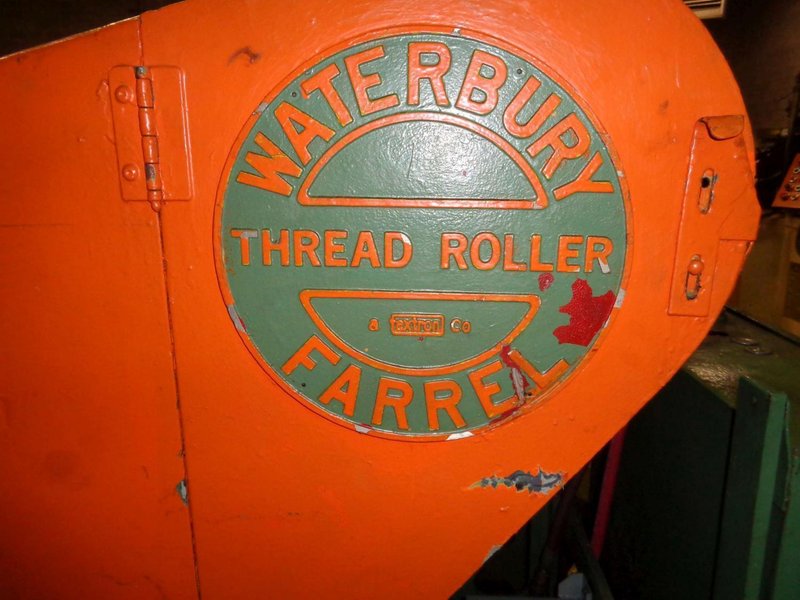 WATERBURY
THREAD ROLLER
A textron Co
FARREL